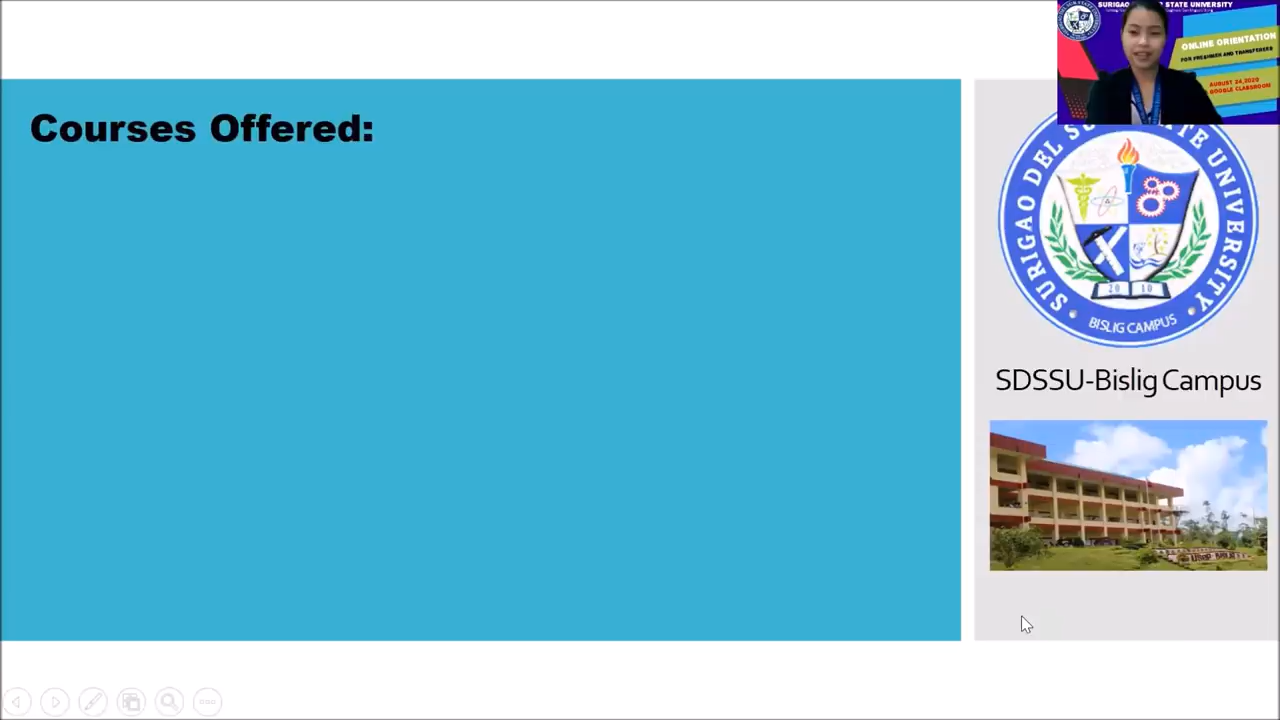 STATE UNIVERSITY
ONLINE ORIENTATION
FOR FRESHMEN AND TRANSFEREES
AUGUST 24,2020
GOOGLE CLASSROOM
Courses Offered:
SURIGAO DEL SUR STATE UNIVERSITY
2010
BISLIG CAMPUS
SDSSU-Bislig Campus